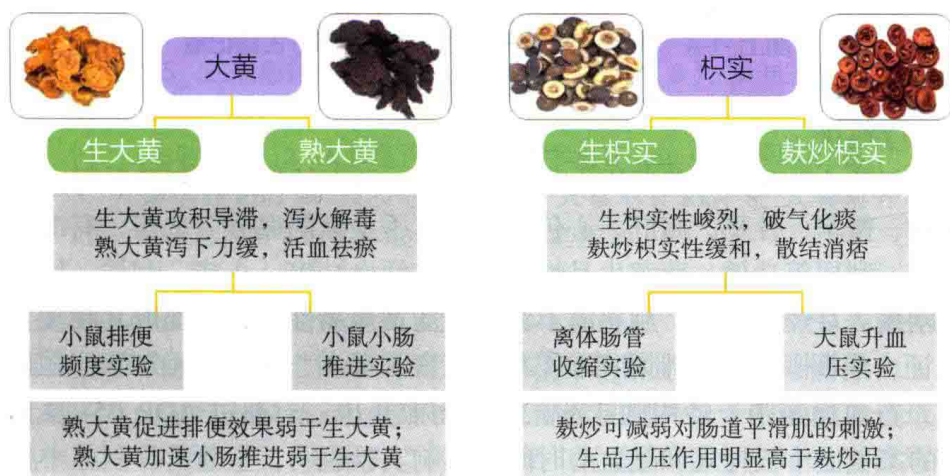 大黄
生大黄
熟大黄
生大黄攻积导滞，泻火解毒
熟大黄泻下力缓，活血祛瘀
小鼠排便
频度实验
小鼠小肠
推进实验
熟大黄促进排便效果弱于生大黄；
熟大黄加速小肠推进弱于生大黄
枳实
生枳实
麸炒枳实
生枳实性峻烈，破气化痰
麸炒枳实性缓和，散结消痞
离体肠管
收缩实验
大鼠升血
压实验
麸炒可减弱对肠道平滑肌的刺激；
生品升压作用明显高于麸炒品